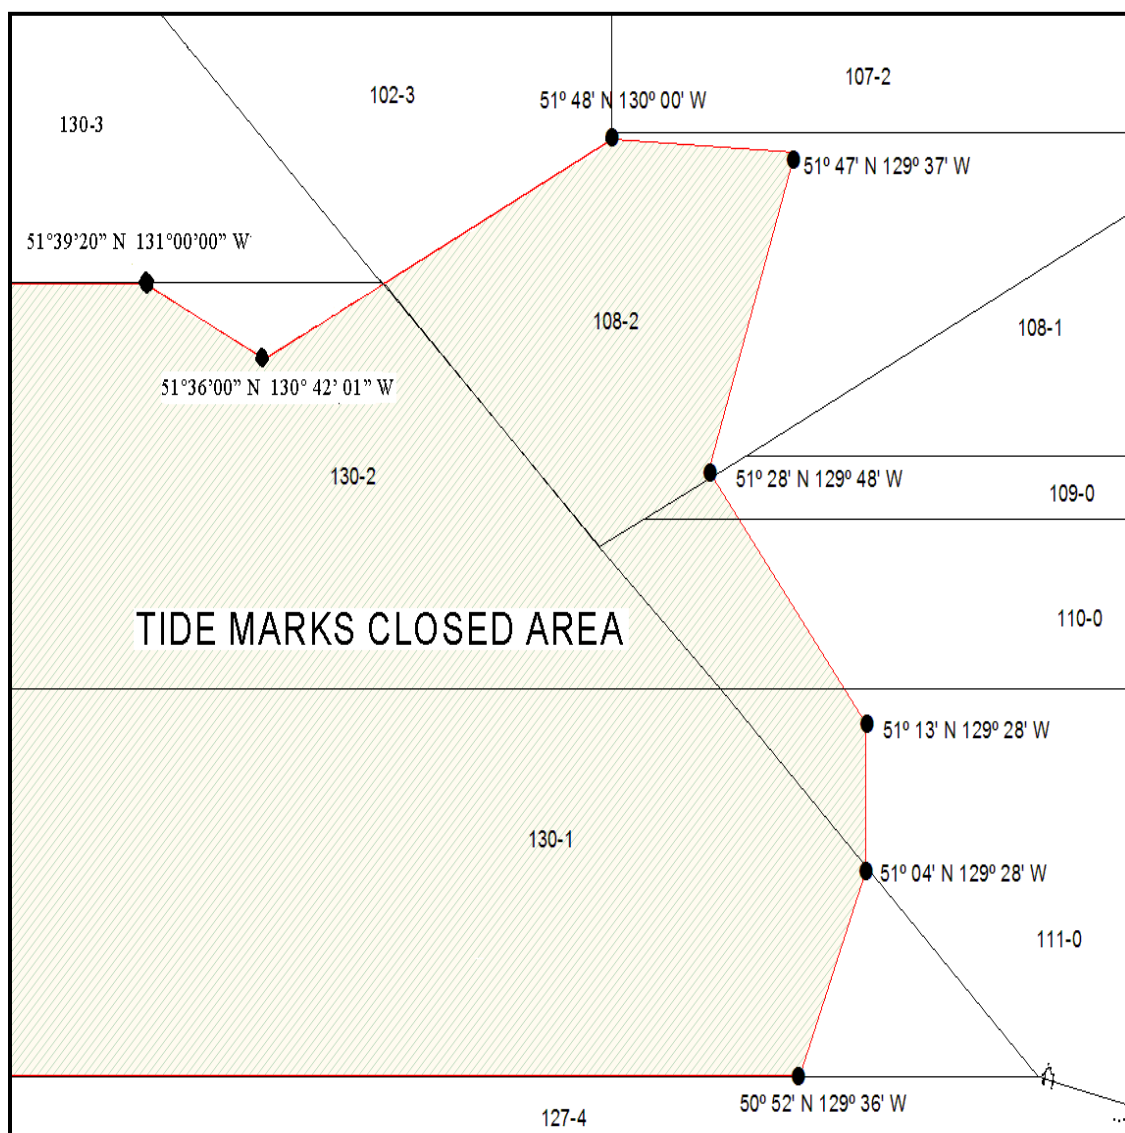 107-2
102-3
51º 48' N 130º 00' W
130-3
51º 47' N 129º 37' W
51°39’20” N 131°00’00” W
108-2
108-1
51°36’00” N 130° 42’ 01” W
130-2
51º 28' N 129º 48' W
109-0
TIDE MARKS CLOSED AREA
110-0
51º 13' N 129º 28' W
130-1
51º 04' N 129º 28' W
111-0
50º 52' N 129º 36' W
127-4